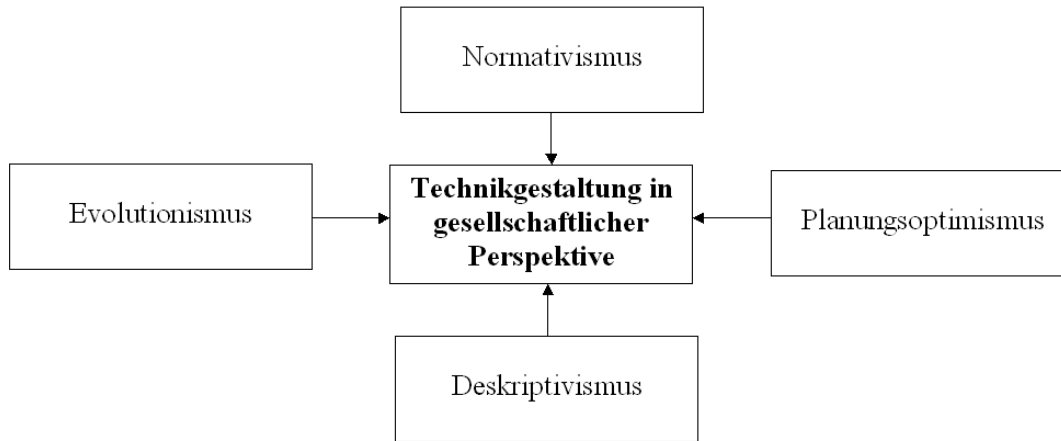 Normativismus
Evolutionismus
Technikgestaltung in
gesellschaftlicher
Perspektive
Planungsoptimismus
Deskriptivismus